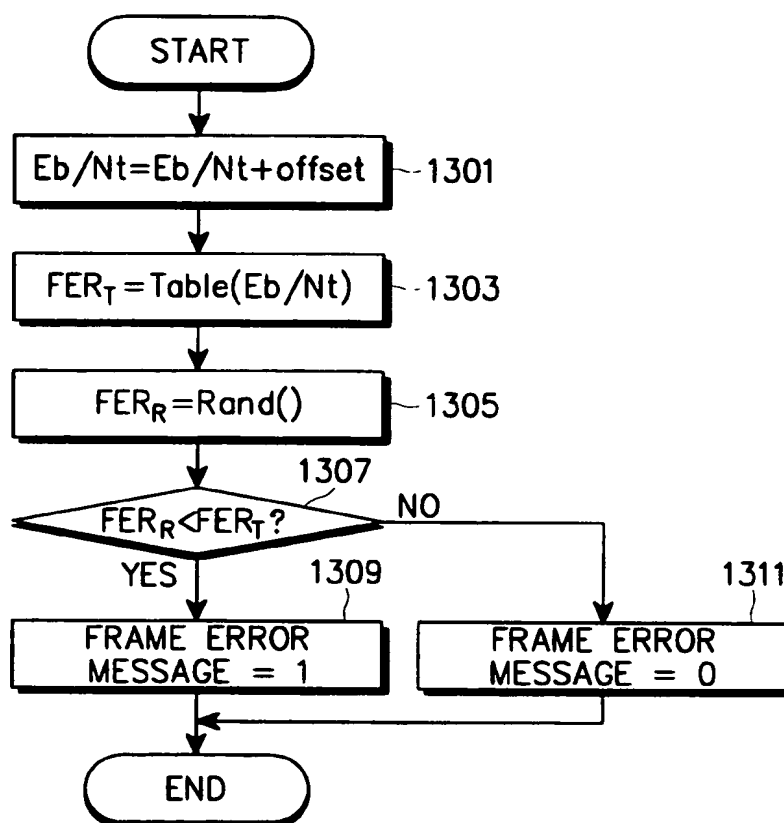 START
Eb/Nt=Eb/Nt+offset
1301
FER_T=Table(Eb/Nt)
1303
FER_R=Rand()
1305
1307
FER_R<FER_T?
NO
YES
1309
1311
FRAME ERROR
MESSAGE = 1
FRAME ERROR
MESSAGE = 0
END